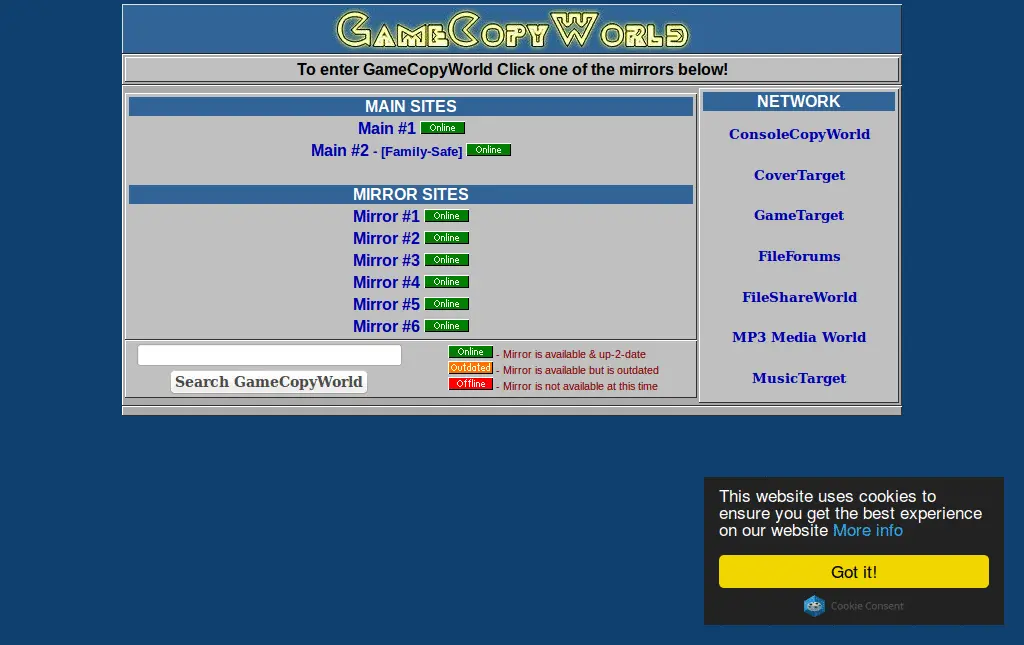 GameCopyWorld
To enter GameCopyWorld Click one of the mirrors below!
MAIN SITES
Main #1 Online
Main #2 - [Family-Safe] Online
MIRROR SITES
Mirror #1 Online
Mirror #2 Online
Mirror #3 Online
Mirror #4 Online
Mirror #5 Online
Mirror #6 Online
Search GameCopyWorld
Online - Mirror is available & up-2-date
Outdated - Mirror is available but is outdated
Offline - Mirror is not available at this time
NETWORK
ConsoleCopyWorld
CoverTarget
GameTarget
FileForums
FileShareWorld
MP3 Media World
MusicTarget
This website uses cookies to
ensure you get the best experience
on our website More info
Got it!
Cookie Consent